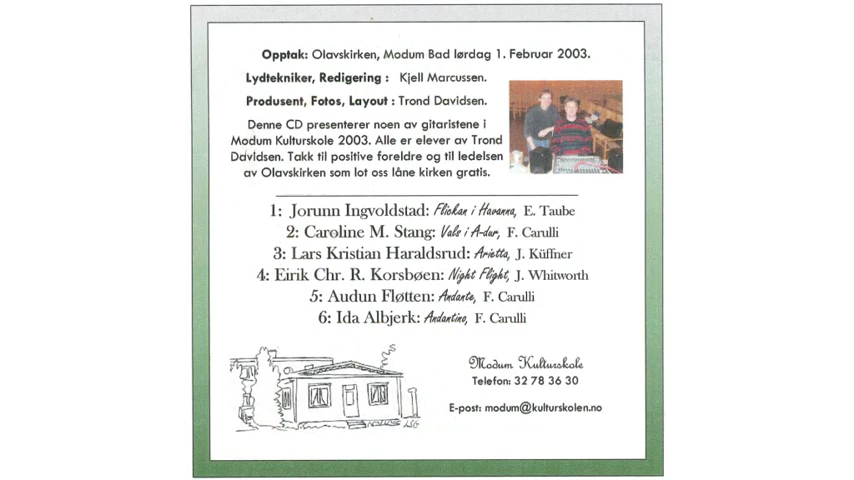 Opptak: Olavskirken, Modum Bad lørdag 1. Februar 2003.
Lydtekniker, Redigering : Kjell Marcussen.
Produsent, Fotos, Layout : Trond Davidsen.
Denne CD presenterer noen av gitaristene i
Modum Kulturskole 2003. Alle er elever av Trond
Davidsen. Takk til positive foreldre og til ledelsen
av Olavskirken som lot oss låne kirken gratis.
1: Jorunn Ingvoldstad: Flickan i Havanna, E. Taube
2: Caroline M. Stang: Vals i A-dur, F. Carulli
3: Lars Kristian Haraldsrud: Arietta, J. Küffner
4: Eirik Chr. R. Korsbøen: Night Flight, J. Whitworth
5: Audun Fløtten: Andante, F. Carulli
6: Ida Albjerk: Andantino, F. Carulli
Modum Kulturskole
Telefon: 32 78 36 30
E-post: modum@kulturskolen.no
LSG